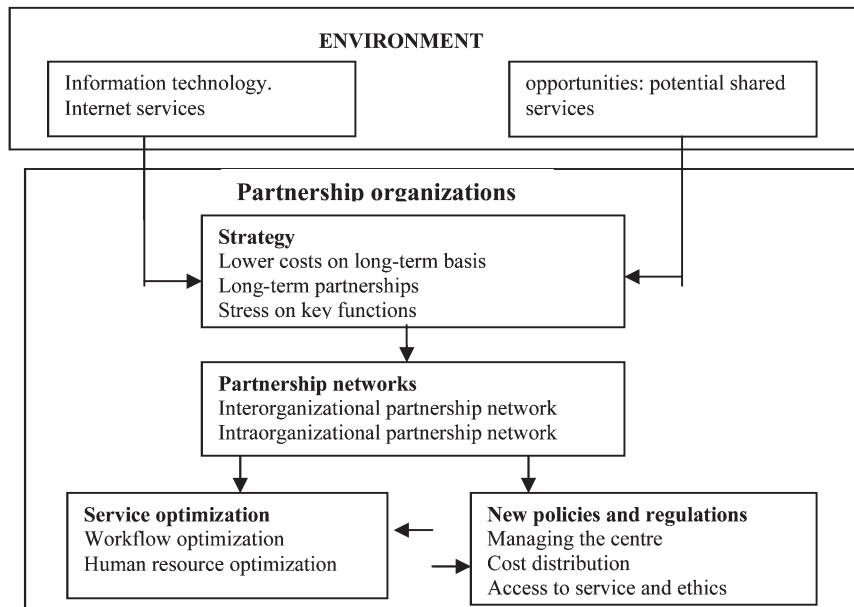 ENVIRONMENT
Information technology.
Internet services
opportunities: potential shared
services
Partnership organizations
Strategy
Lower costs on long-term basis
Long-term partnerships
Stress on key functions
Partnership networks
Interorganizational partnership network
Intraorganizational partnership network
Service optimization
Workflow optimization
Human resource optimization
New policies and regulations
Managing the centre
Cost distribution
Access to service and ethics